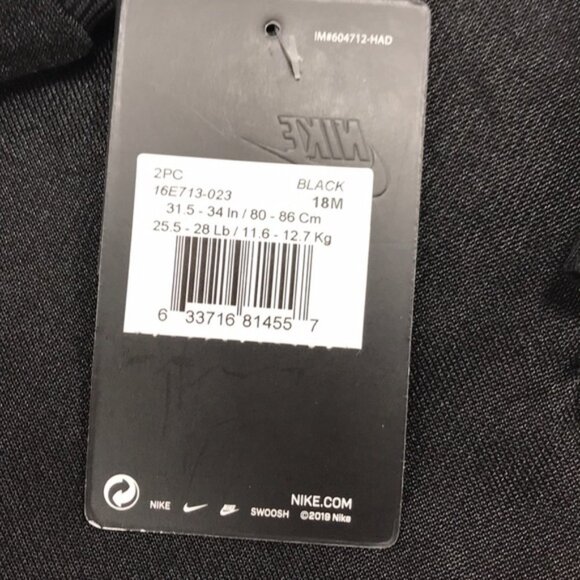 IM#604712-HAD
NIKE
2PC BLACK
16E713-023 18M
31.5 - 34 In / 80 - 86 Cm
25.5 - 28 Lb / 11.6 - 12.7 Kg
6 33716 81455 7
NIKE SWOOSH
NIKE.COM
©2019 Nike